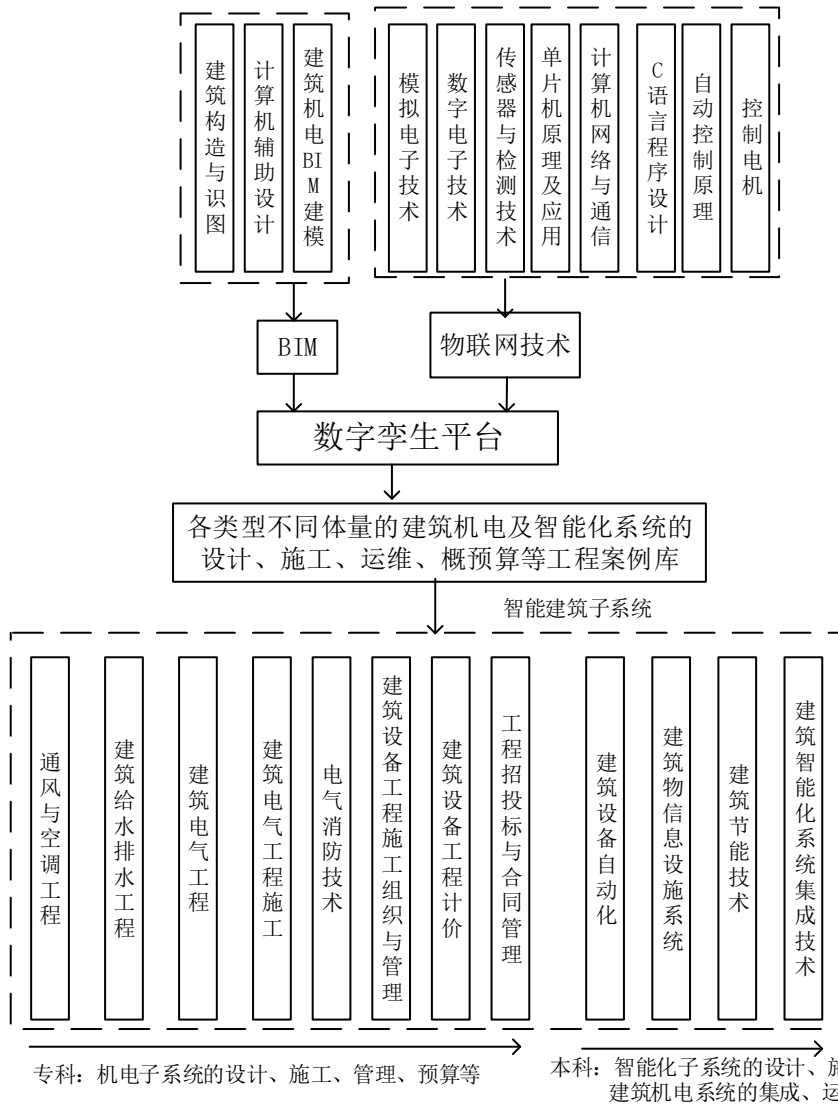 建筑构造与识图
计算机辅助设计
建筑机电BIM建模
模拟电子技术
数字电子技术
传感器与检测技术
单片机原理及应用
计算机网络与通信
C语言程序设计
自动控制原理
控制电机
BIM
物联网技术
数字孪生平台
各类型不同体量的建筑机电及智能化系统的
设计、施工、运维、概预算等工程案例库
智能建筑子系统
通风与空调工程
建筑给水排水工程
建筑电气工程
建筑电气工程施工
电气消防技术
建筑设备工程施工组织与管理
建筑设备工程计价
工程招投标与合同管理
建筑设备自动化
建筑物信息设施系统
建筑节能技术
建筑智能化系统集成技术
专科：机电子系统的设计、施工、管理、预算等
本科：智能化子系统的设计、施
建筑机电系统的集成、运